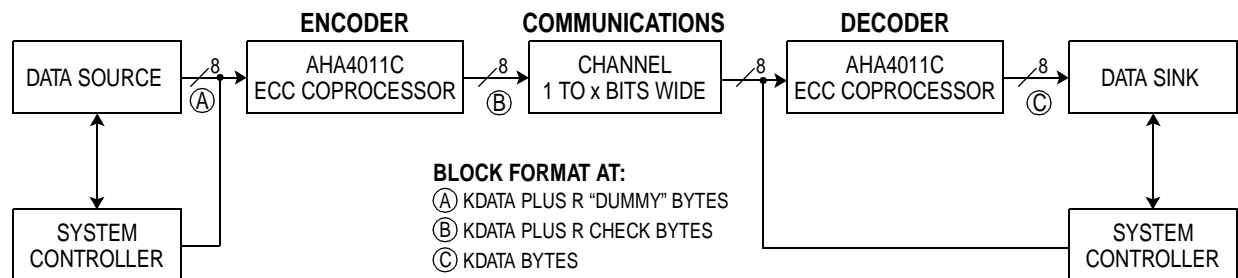 ENCODER
COMMUNICATIONS
DECODER
DATA SOURCE
8
A
AHA4011C
ECC COPROCESSOR
8
B
CHANNEL
1 TO x BITS WIDE
8
AHA4011C
ECC COPROCESSOR
8
C
DATA SINK
BLOCK FORMAT AT:
A KDATA PLUS R “DUMMY” BYTES
B KDATA PLUS R CHECK BYTES
C KDATA BYTES
SYSTEM
CONTROLLER
SYSTEM
CONTROLLER